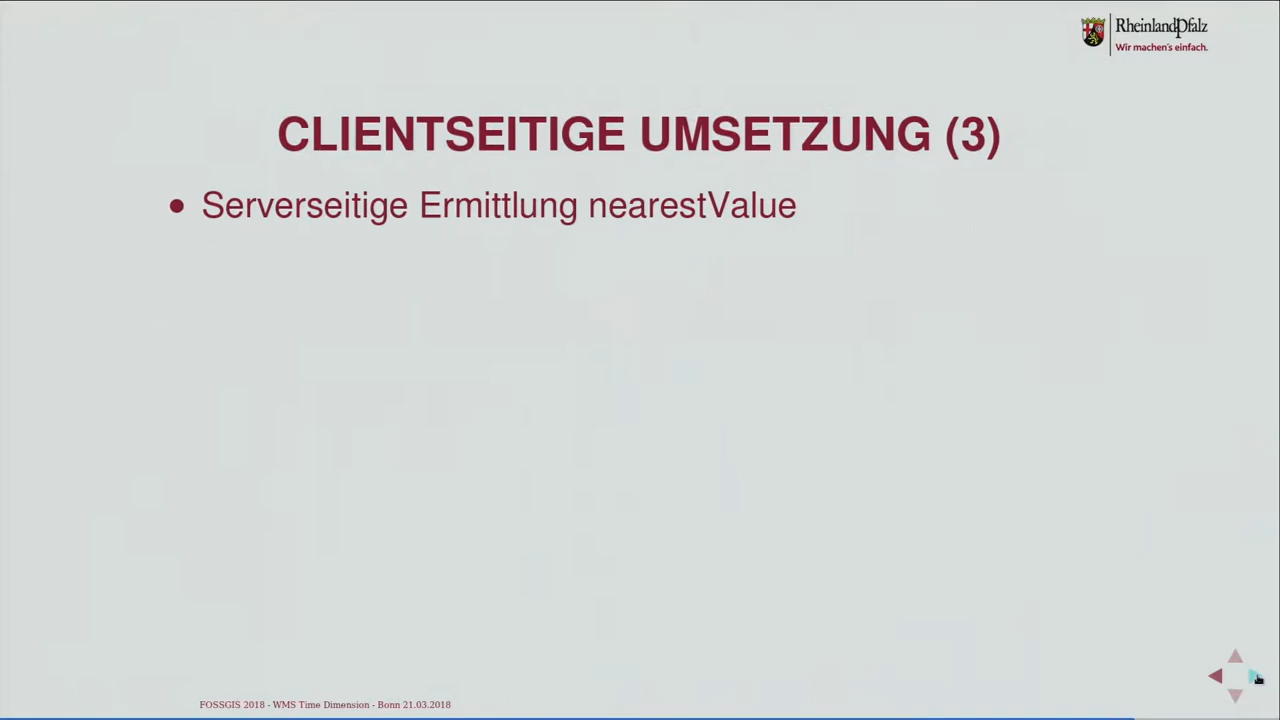 RheinlandPfalz
Wir machen's einfach.
CLIENTSEITIGE UMSETZUNG (3)
• Serverseitige Ermittlung nearestValue
FOSSGIS 2018 - WMS Time Dimension - Bonn 21.03.2018